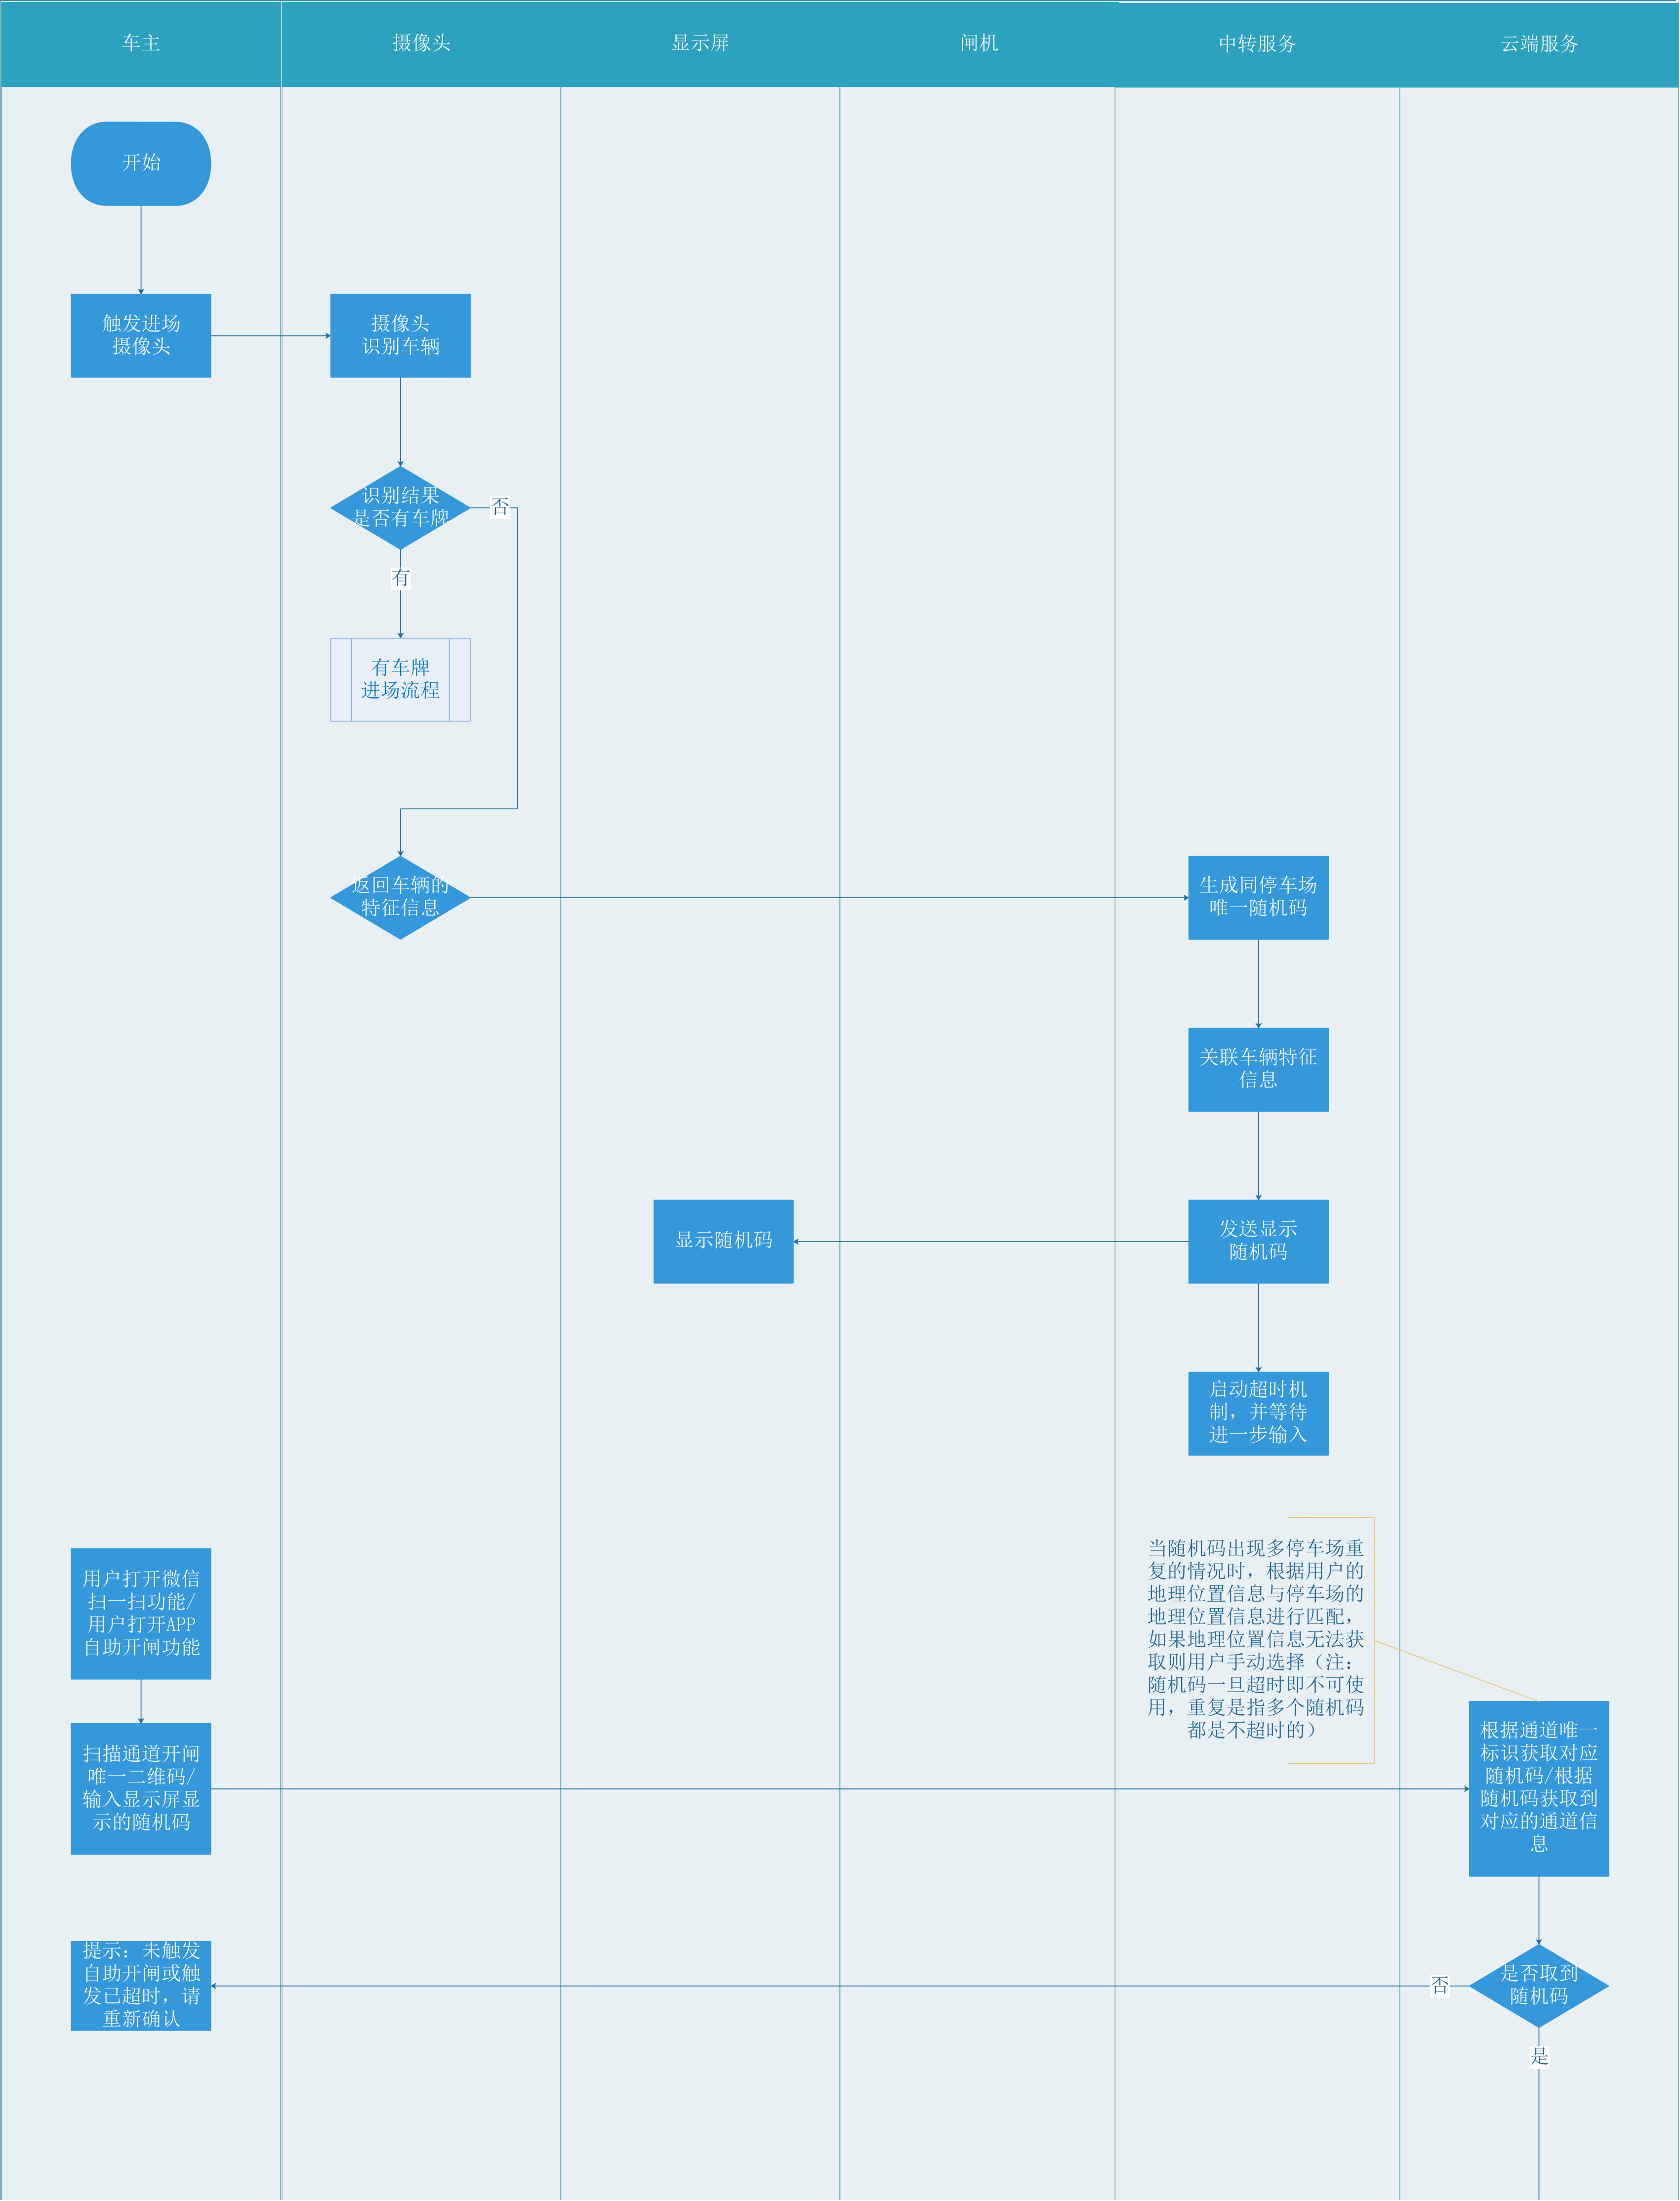 车主
摄像头
显示屏
闸机
中转服务
云端服务
开始
触发进场
摄像头
摄像头
识别车辆
识别结果
是否有车牌
否
有
有车牌
进场流程
返回车辆的
特征信息
生成同停车场
唯一随机码
关联车辆特征
信息
显示随机码
发送显示
随机码
启动超时机
制，并等待
进一步输入
当随机码出现多停车场重
复的情况时，根据用户的
地理位置信息与停车场的
地理位置信息进行匹配，
如果地理位置信息无法获
取则用户手动选择（注：
随机码一旦超时即不可使
用，重复是指多个随机码
都是不超时的）
用户打开微信
扫一扫功能/
用户打开APP
自助开闸功能
扫描通道开闸
唯一二维码/
输入显示屏显
示的随机码
根据通道唯一
标识获取对应
随机码/根据
随机码获取到
对应的通道信
息
提示：未触发
自助开闸或触
发已超时，请
重新确认
否
是否取到
随机码
是